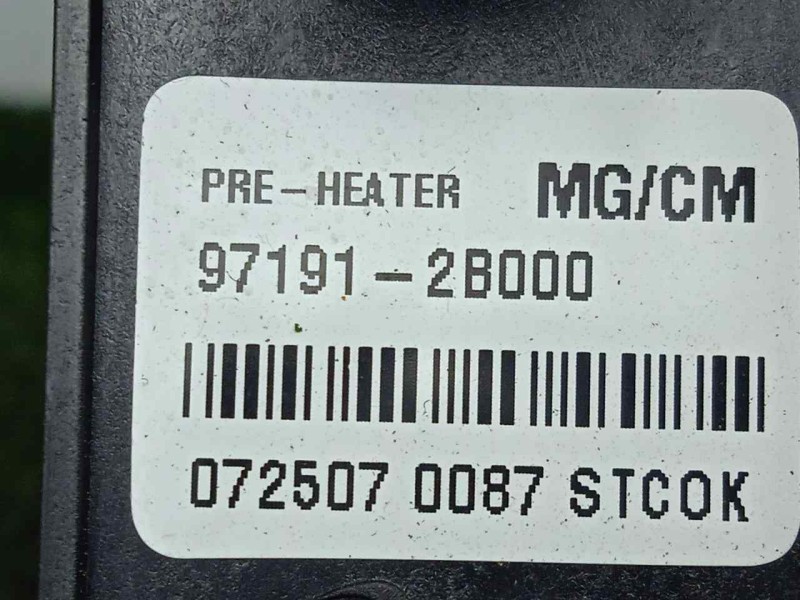 PRE-HEATER MG/CM
97191-2B000
072507 0087 STCOK